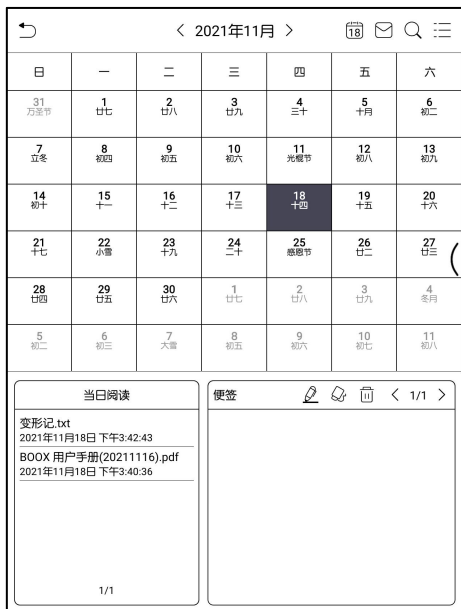 2021年11月
18
日 一 二 三 四 五 六
31 1 2 3 4 5 6
万圣节 廿七 廿八 廿九 三十 十月 初二
7 8 9 10 11 12 13
立冬 初四 初五 初六 光棍节 初八 初九
14 15 16 17 18 19 20
初十 十一 十二 十三 十四 十五 十六
21 22 23 24 25 26 27
十七 小雪 十九 二十 感恩节 廿二 廿三
28 29 30 1 2 3 4
廿四 廿五 廿六 廿七 廿八 廿九 冬月
5 6 7 8 9 10 11
初二 初三 大雪 初五 初六 初七 初八
当日阅读
变形记.txt
2021年11月18日 下午3:42:43
BOOX 用户手册(20211116).pdf
2021年11月18日 下午3:40:36
1/1
便签 1/1